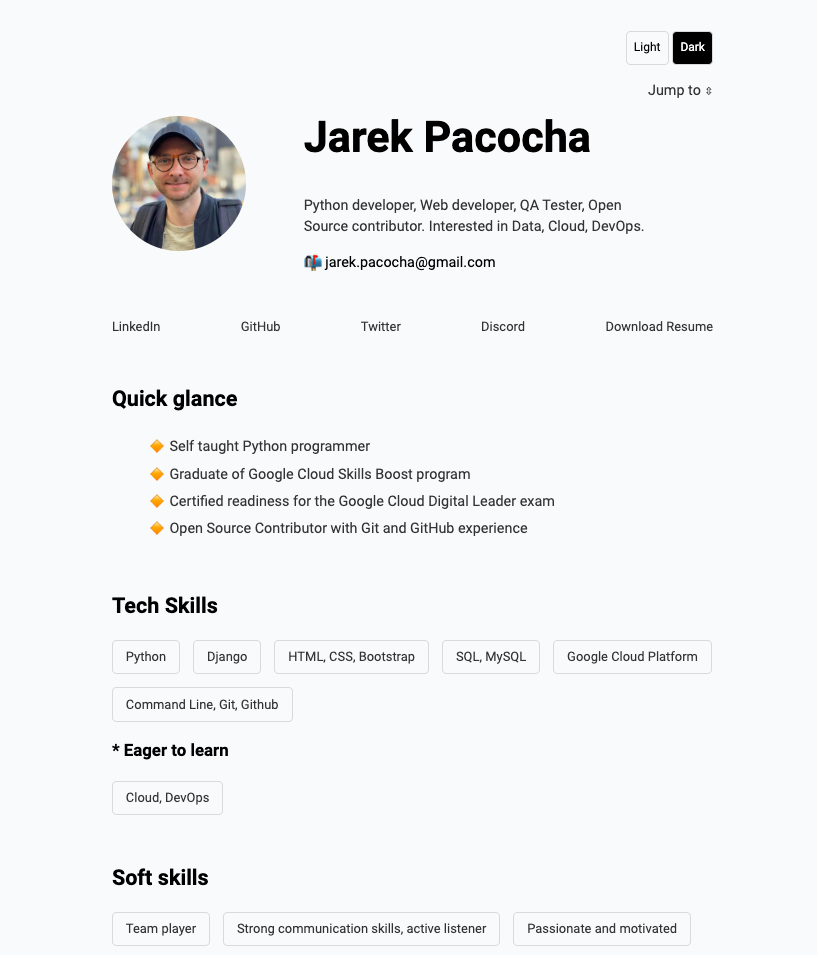 Light Dark
Jump to ⇳
Jarek Pacocha
Python developer, Web developer, QA Tester, Open
Source contributor. Interested in Data, Cloud, DevOps.
📬 jarek.pacocha@gmail.com
LinkedIn GitHub Twitter Discord Download Resume
Quick glance
🔶 Self taught Python programmer
🔶 Graduate of Google Cloud Skills Boost program
🔶 Certified readiness for the Google Cloud Digital Leader exam
🔶 Open Source Contributor with Git and GitHub experience
Tech Skills
Python Django HTML, CSS, Bootstrap SQL, MySQL Google Cloud Platform
Command Line, Git, Github
* Eager to learn
Cloud, DevOps
Soft skills
Team player Strong communication skills, active listener Passionate and motivated